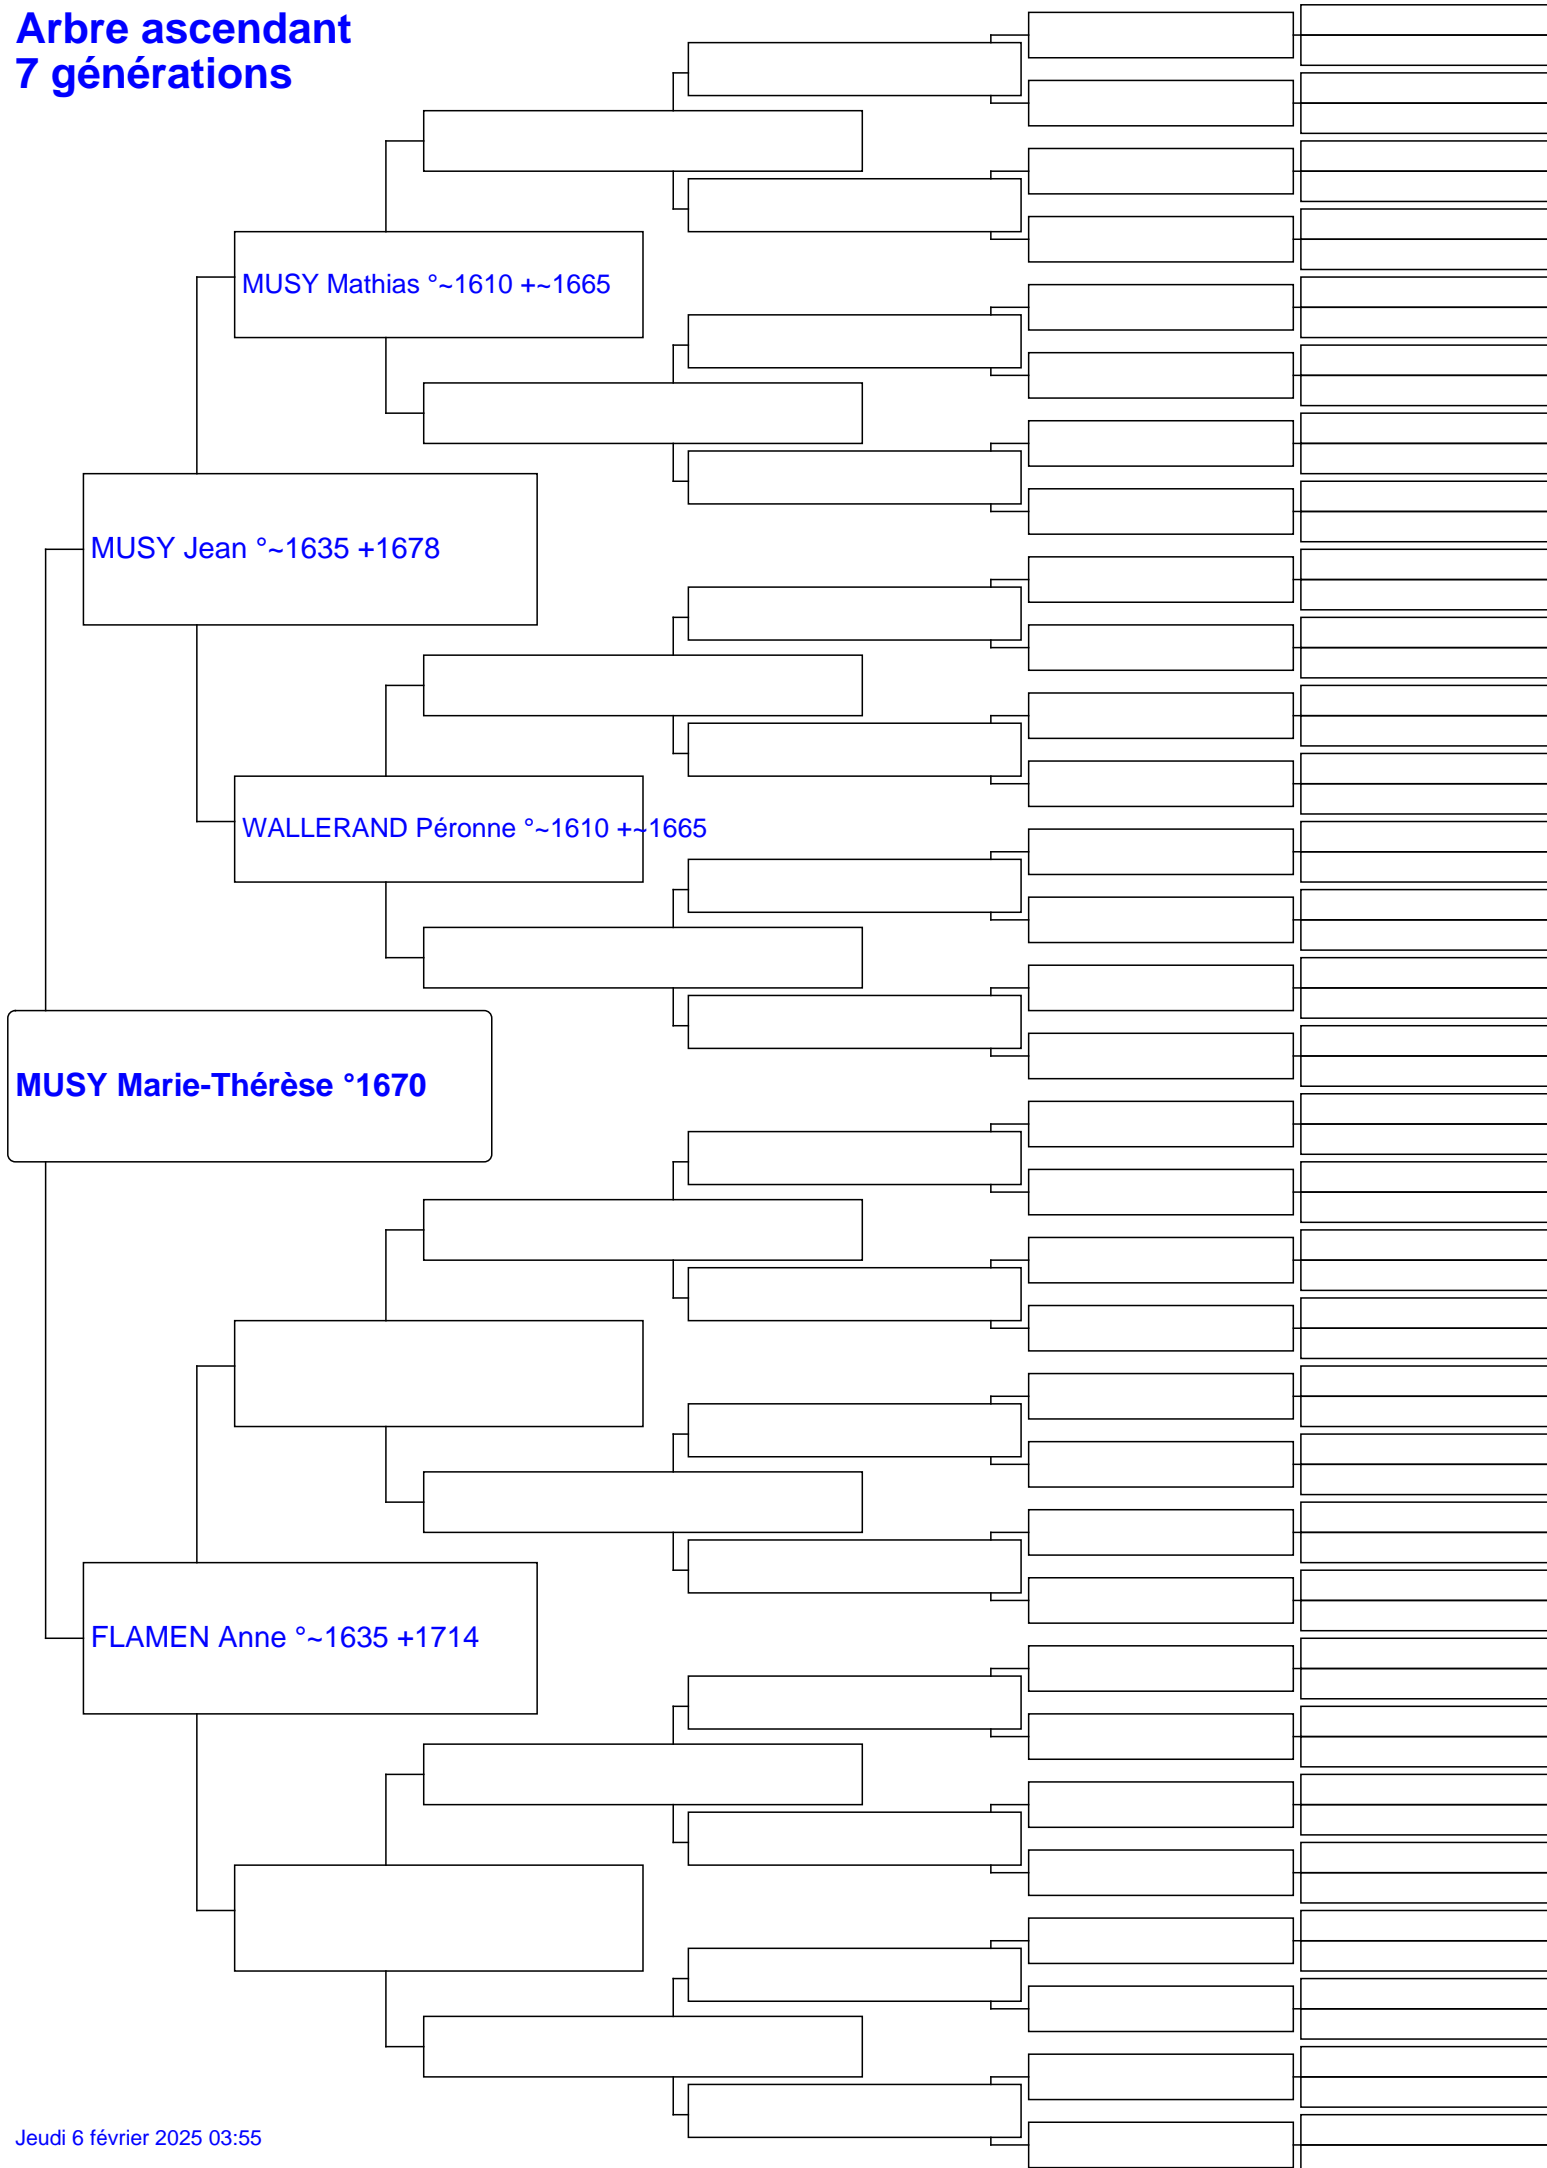 Arbre ascendant
7 générations
MUSY Mathias °~1610 +~1665
MUSY Jean °~1635 +1678
WALLERAND Péronne °~1610 +~1665
MUSY Marie-Thérèse °1670
FLAMEN Anne °~1635 +1714
Jeudi 6 février 2025 03:55